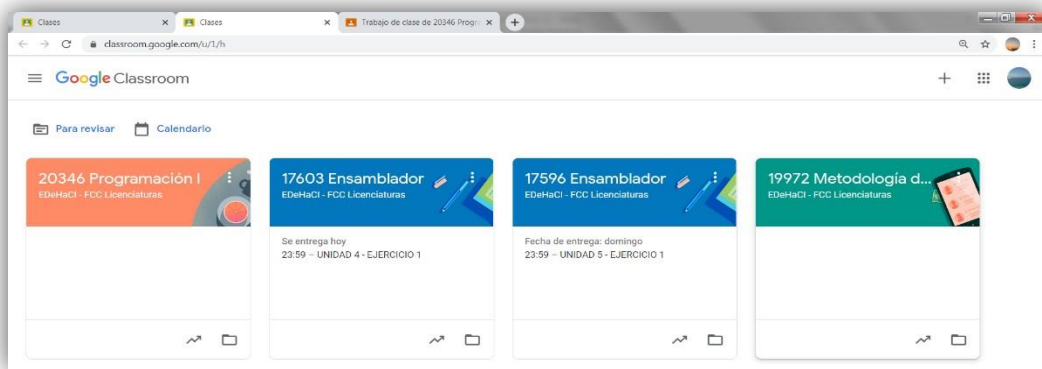 Clases
Clases
Trabajo de clase de 20346 Progr
classroom.google.com/u/1/h
Google Classroom
Para revisar
Calendario
20346 Programación I
EDeHaCI - FCC Licenciaturas
17603 Ensamblador
EDeHaCI - FCC Licenciaturas
Se entrega hoy
23:59 – UNIDAD 4 - EJERCICIO 1
17596 Ensamblador
EDeHaCI - FCC Licenciaturas
Fecha de entrega: domingo
23:59 – UNIDAD 5 - EJERCICIO 1
19972 Metodología d...
EDeHaCI - FCC Licenciaturas